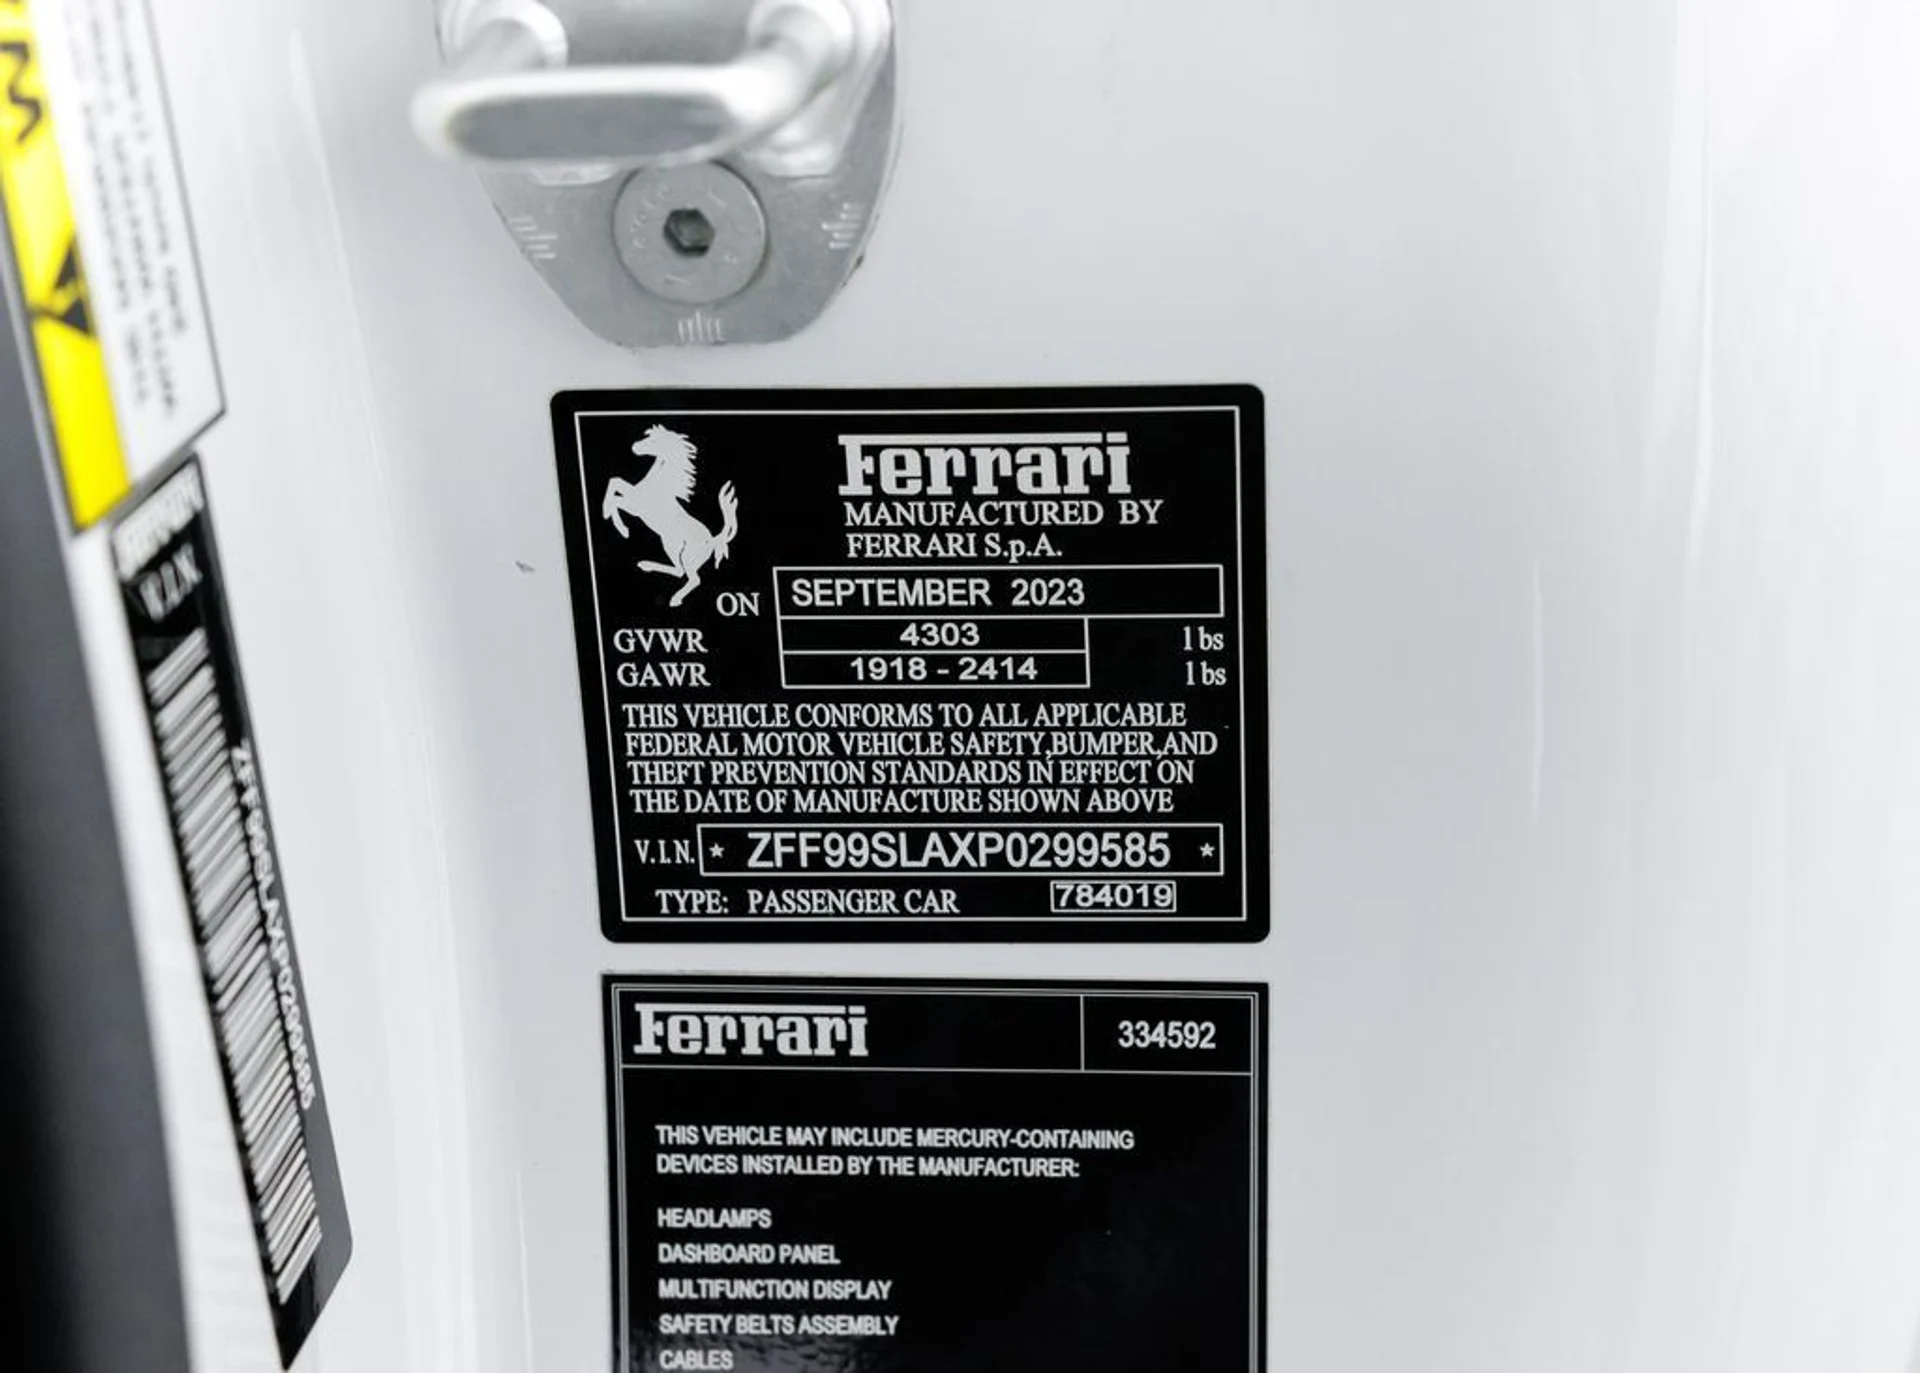 Ferrari
MANUFACTURED BY
FERRARI S.p.A.
ON SEPTEMBER 2023
GVWR 4303 lbs
GAWR 1918 - 2414 lbs
THIS VEHICLE CONFORMS TO ALL APPLICABLE
FEDERAL MOTOR VEHICLE SAFETY,BUMPER,AND
THEFT PREVENTION STANDARDS IN EFFECT ON
THE DATE OF MANUFACTURE SHOWN ABOVE
V.I.N. * ZFF99SLAXP0299585 *
TYPE: PASSENGER CAR 784019
Ferrari 334592
THIS VEHICLE MAY INCLUDE MERCURY-CONTAINING
DEVICES INSTALLED BY THE MANUFACTURER:
HEADLAMPS
DASHBOARD PANEL
MULTIFUNCTION DISPLAY
SAFETY BELTS ASSEMBLY
CABLES
V.I.N.
ZFF99SLAXP0299585